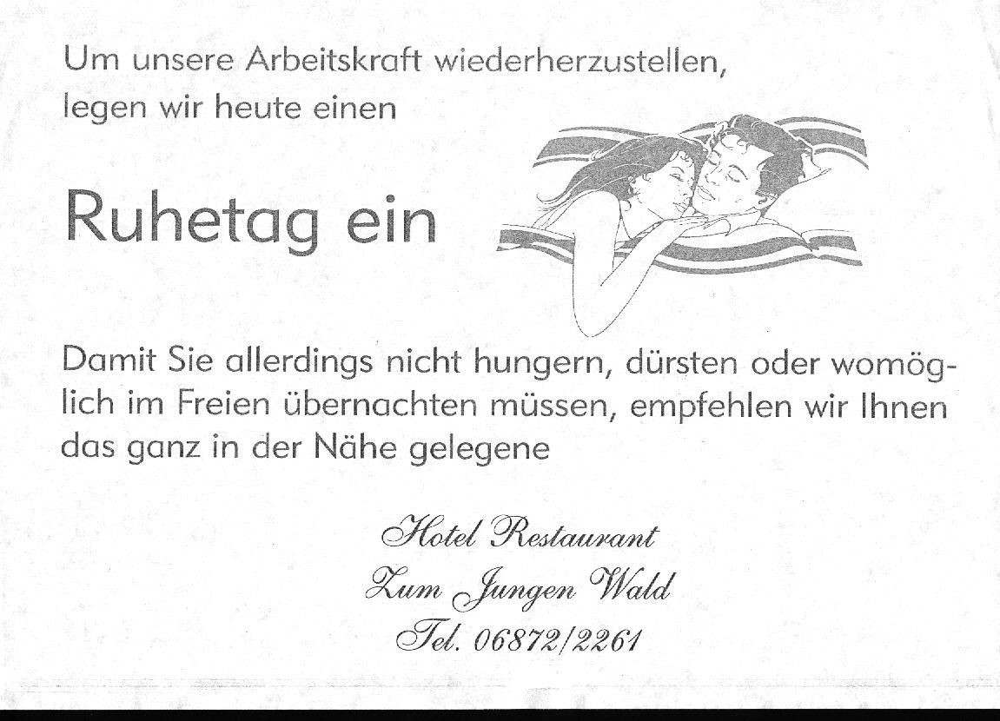 Um unsere Arbeitskraft wiederherzustellen,
legen wir heute einen
Ruhetag ein
Damit Sie allerdings nicht hungern, dürsten oder womög-
lich im Freien übernachten müssen, empfehlen wir Ihnen
das ganz in der Nähe gelegene
Hotel Restaurant
Zum Jungen Wald
Tel. 06872/2261